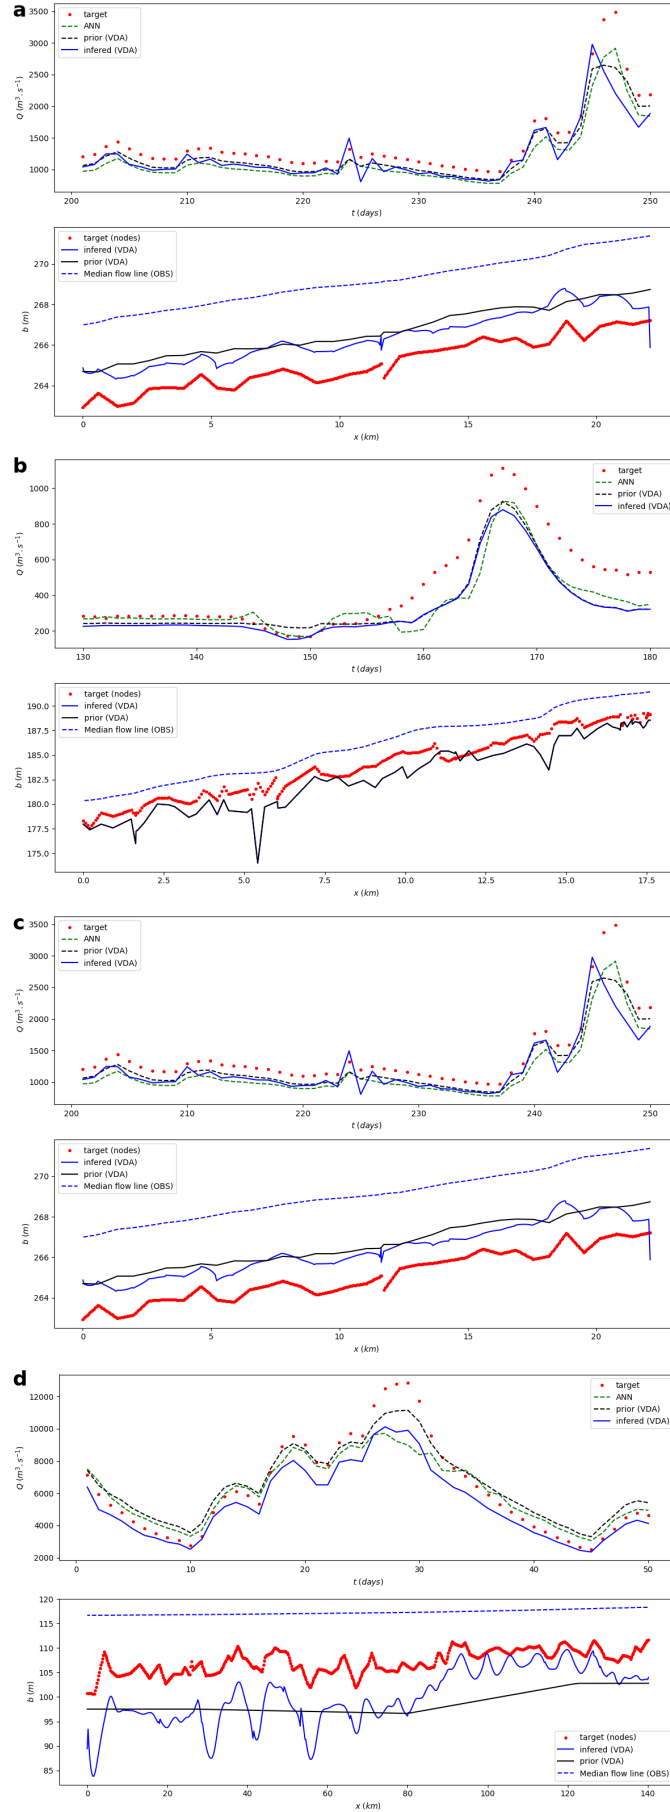 a
3500
3000
2500
2000
1500
1000
Q (m³.s⁻¹)
target
ANN
prior (VDA)
infered (VDA)
200 210 220 230 240 250
t (days)
270
268
266
264
b (m)
target (nodes)
infered (VDA)
prior (VDA)
Median flow line (OBS)
0 5 10 15 20
x (km)
b
1000
800
600
400
200
Q (m³.s⁻¹)
target
ANN
prior (VDA)
infered (VDA)
130 140 150 160 170 180
t (days)
190.0
187.5
185.0
182.5
180.0
177.5
175.0
b (m)
target (nodes)
infered (VDA)
prior (VDA)
Median flow line (OBS)
0.0 2.5 5.0 7.5 10.0 12.5 15.0 17.5
x (km)
c
3500
3000
2500
2000
1500
1000
Q (m³.s⁻¹)
target
ANN
prior (VDA)
infered (VDA)
200 210 220 230 240 250
t (days)
270
268
266
264
b (m)
target (nodes)
infered (VDA)
prior (VDA)
Median flow line (OBS)
0 5 10 15 20
x (km)
d
12000
10000
8000
6000
4000
2000
Q (m³.s⁻¹)
target
ANN
prior (VDA)
infered (VDA)
0 10 20 30 40 50
t (days)
120
115
110
105
100
95
90
85
b (m)
target (nodes)
infered (VDA)
prior (VDA)
Median flow line (OBS)
0 20 40 60 80 100 120 140
x (km)